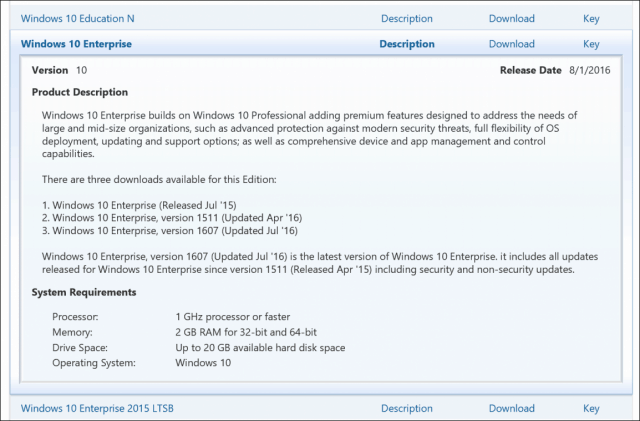 Windows 10 Education N Description Download Key
Windows 10 Enterprise Description Download Key
Version 10 Release Date 8/1/2016
Product Description
Windows 10 Enterprise builds on Windows 10 Professional adding premium features designed to address the needs of
large and mid-size organizations, such as advanced protection against modern security threats, full flexibility of OS
deployment, updating and support options; as well as comprehensive device and app management and control
capabilities.
There are three downloads available for this Edition:
1. Windows 10 Enterprise (Released Jul '15)
2. Windows 10 Enterprise, version 1511 (Updated Apr '16)
3. Windows 10 Enterprise, version 1607 (Updated Jul '16)
Windows 10 Enterprise, version 1607 (Updated Jul '16) is the latest version of Windows 10 Enterprise. it includes all updates
released for Windows 10 Enterprise since version 1511 (Released Apr '15) including security and non-security updates.
System Requirements
Processor: 1 GHz processor or faster
Memory: 2 GB RAM for 32-bit and 64-bit
Drive Space: Up to 20 GB available hard disk space
Operating System: Windows 10
Windows 10 Enterprise 2015 LTSB Description Download Key